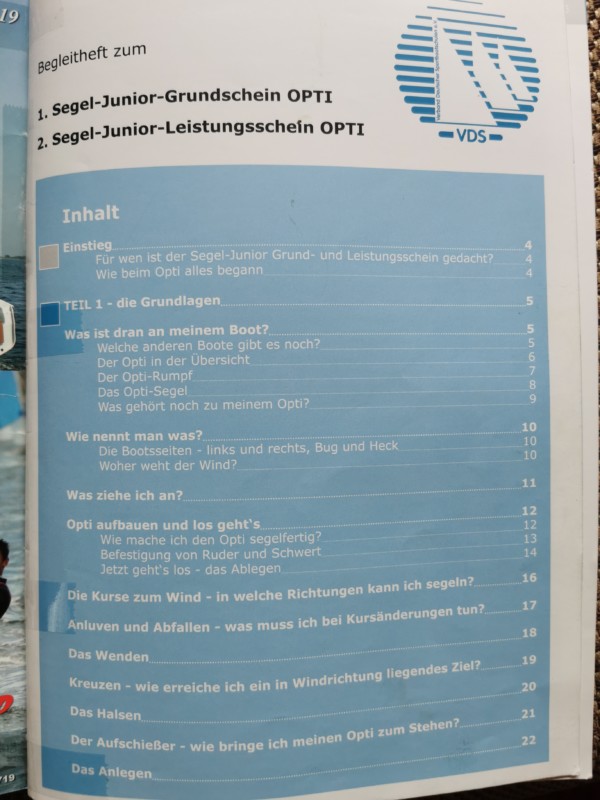 19
Begleitheft zum
1. Segel-Junior-Grundschein OPTI
2. Segel-Junior-Leistungsschein OPTI
VDS
Inhalt
Einstieg 4
Für wen ist der Segel-Junior Grund- und Leistungsschein gedacht? 4
Wie beim Opti alles begann 4
TEIL 1 - die Grundlagen 5
Was ist dran an meinem Boot? 5
Welche anderen Boote gibt es noch? 5
Der Opti in der Übersicht 6
Der Opti-Rumpf 7
Das Opti-Segel 8
Was gehört noch zu meinem Opti? 9
Wie nennt man was? 10
Die Bootsseiten - links und rechts, Bug und Heck 10
Woher weht der Wind? 10
Was ziehe ich an? 11
Opti aufbauen und los geht's 12
Wie mache ich den Opti segelfertig? 12
Befestigung von Ruder und Schwert 13
Jetzt geht's los - das Ablegen 14
Die Kurse zum Wind - in welche Richtungen kann ich segeln? 16
Anluven und Abfallen - was muss ich bei Kursänderungen tun? 17
Das Wenden 18
Kreuzen - wie erreiche ich ein in Windrichtung liegendes Ziel? 19
Das Halsen 20
Der Aufschießer - wie bringe ich meinen Opti zum Stehen? 21
Das Anlegen 22
/19